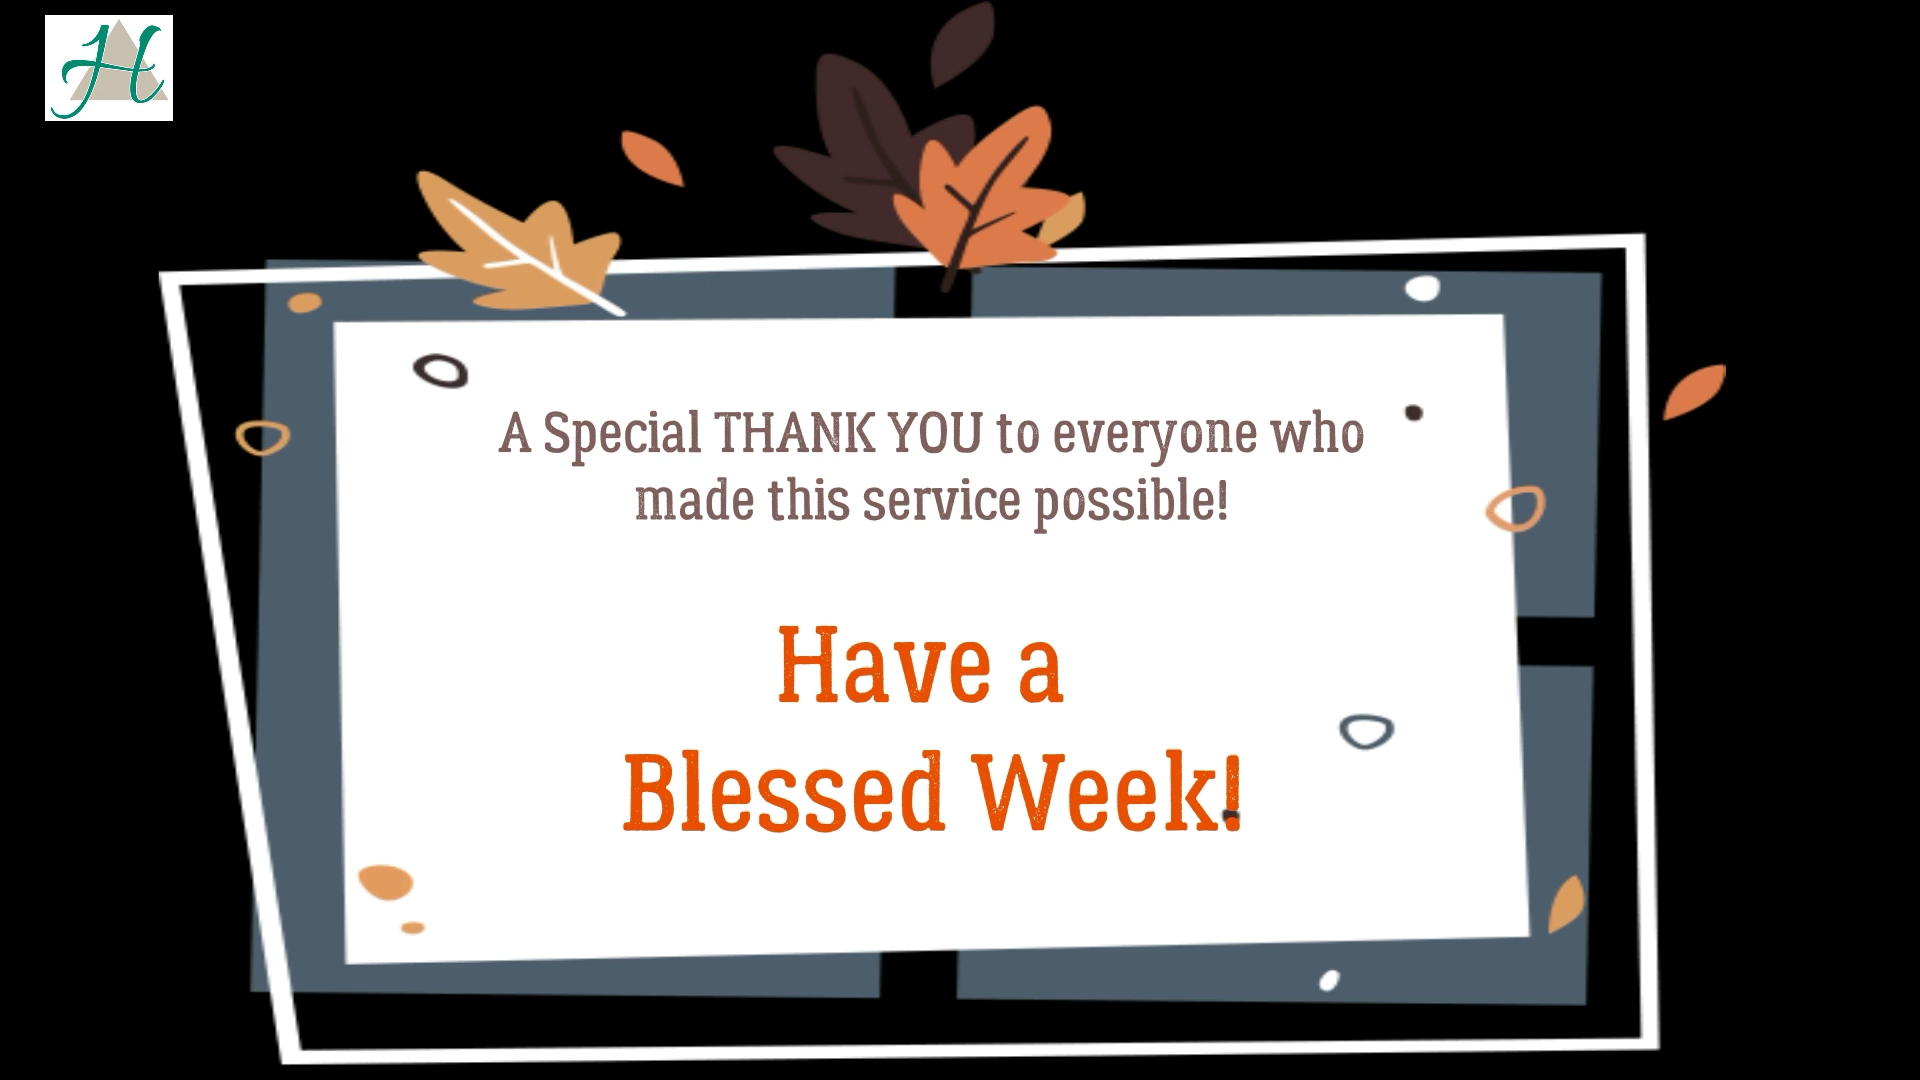 H
A Special THANK YOU to everyone who
made this service possible!
Have a
Blessed Week!